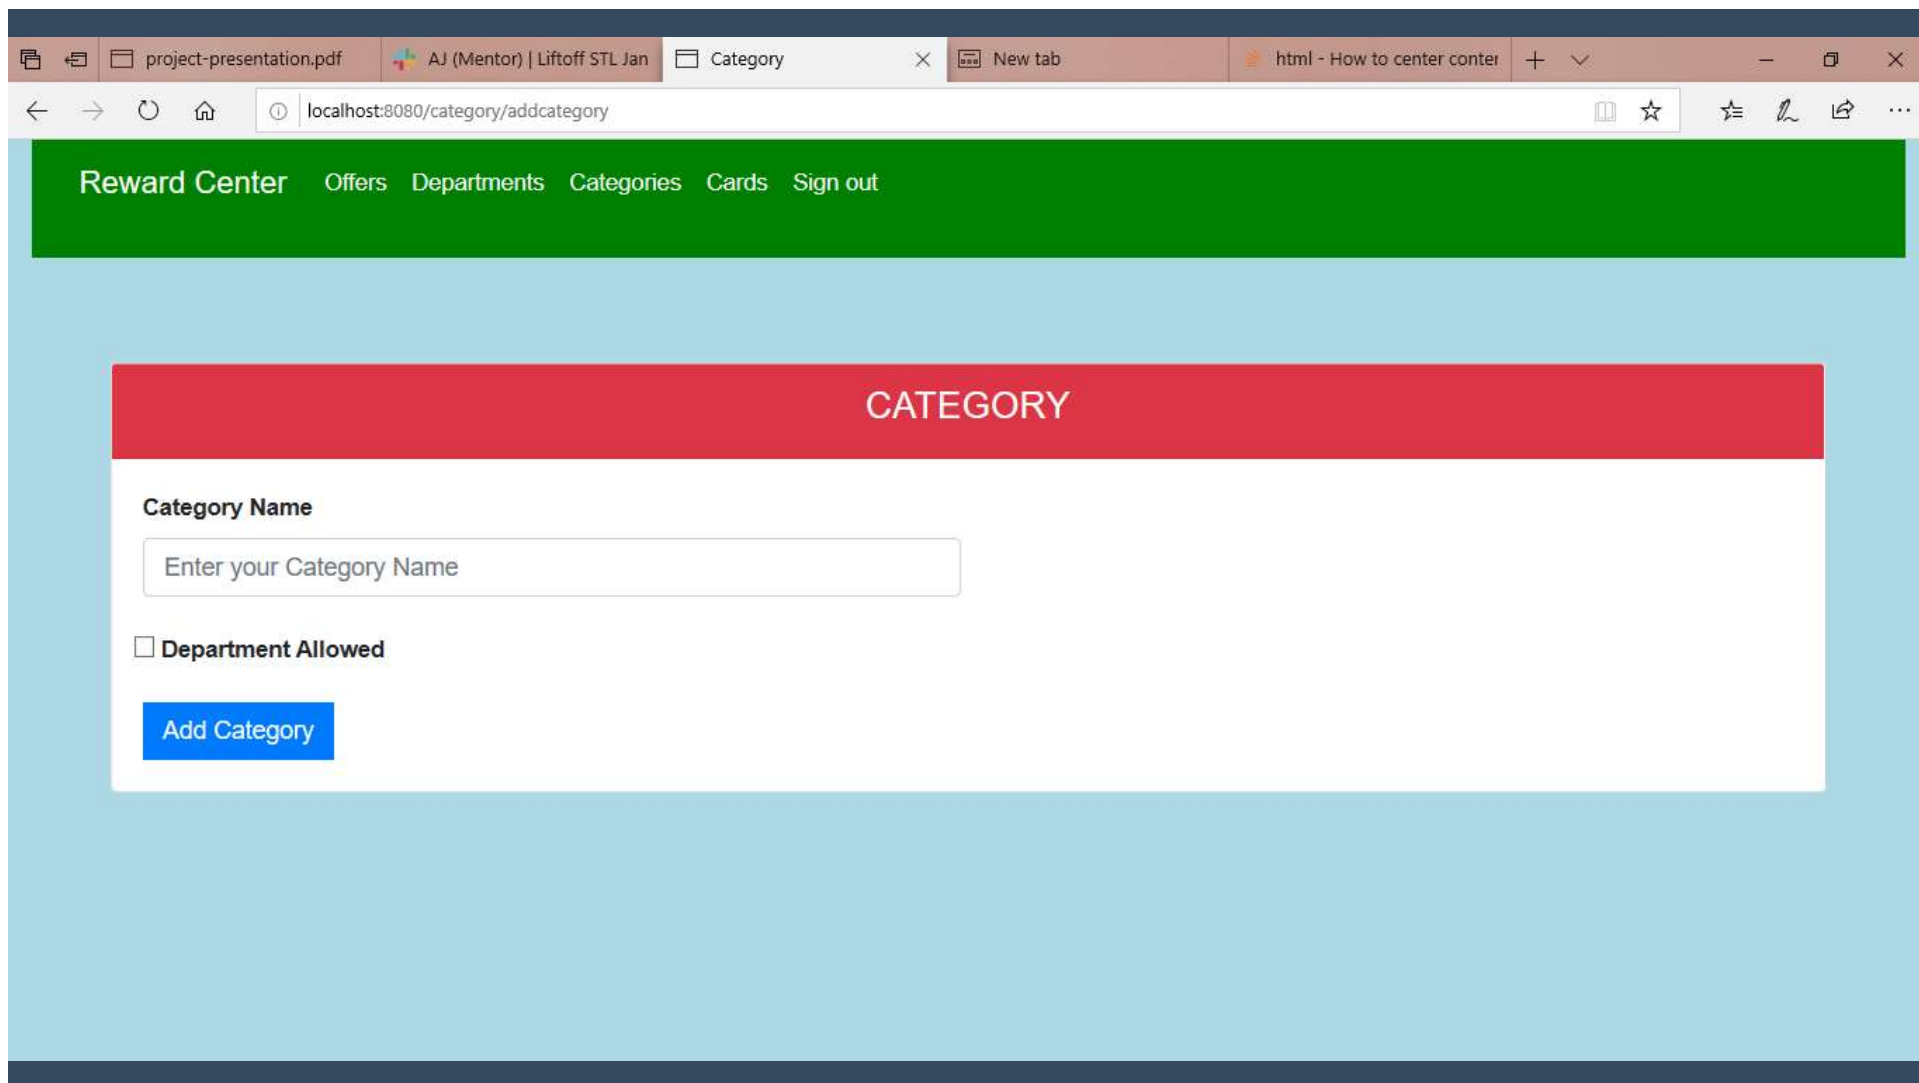 project-presentation.pdf
AJ (Mentor) | Liftoff STL Jan
Category
New tab
html - How to center conter
localhost:8080/category/addcategory
Reward Center Offers Departments Categories Cards Sign out
CATEGORY
Category Name
Enter your Category Name
Department Allowed
Add Category